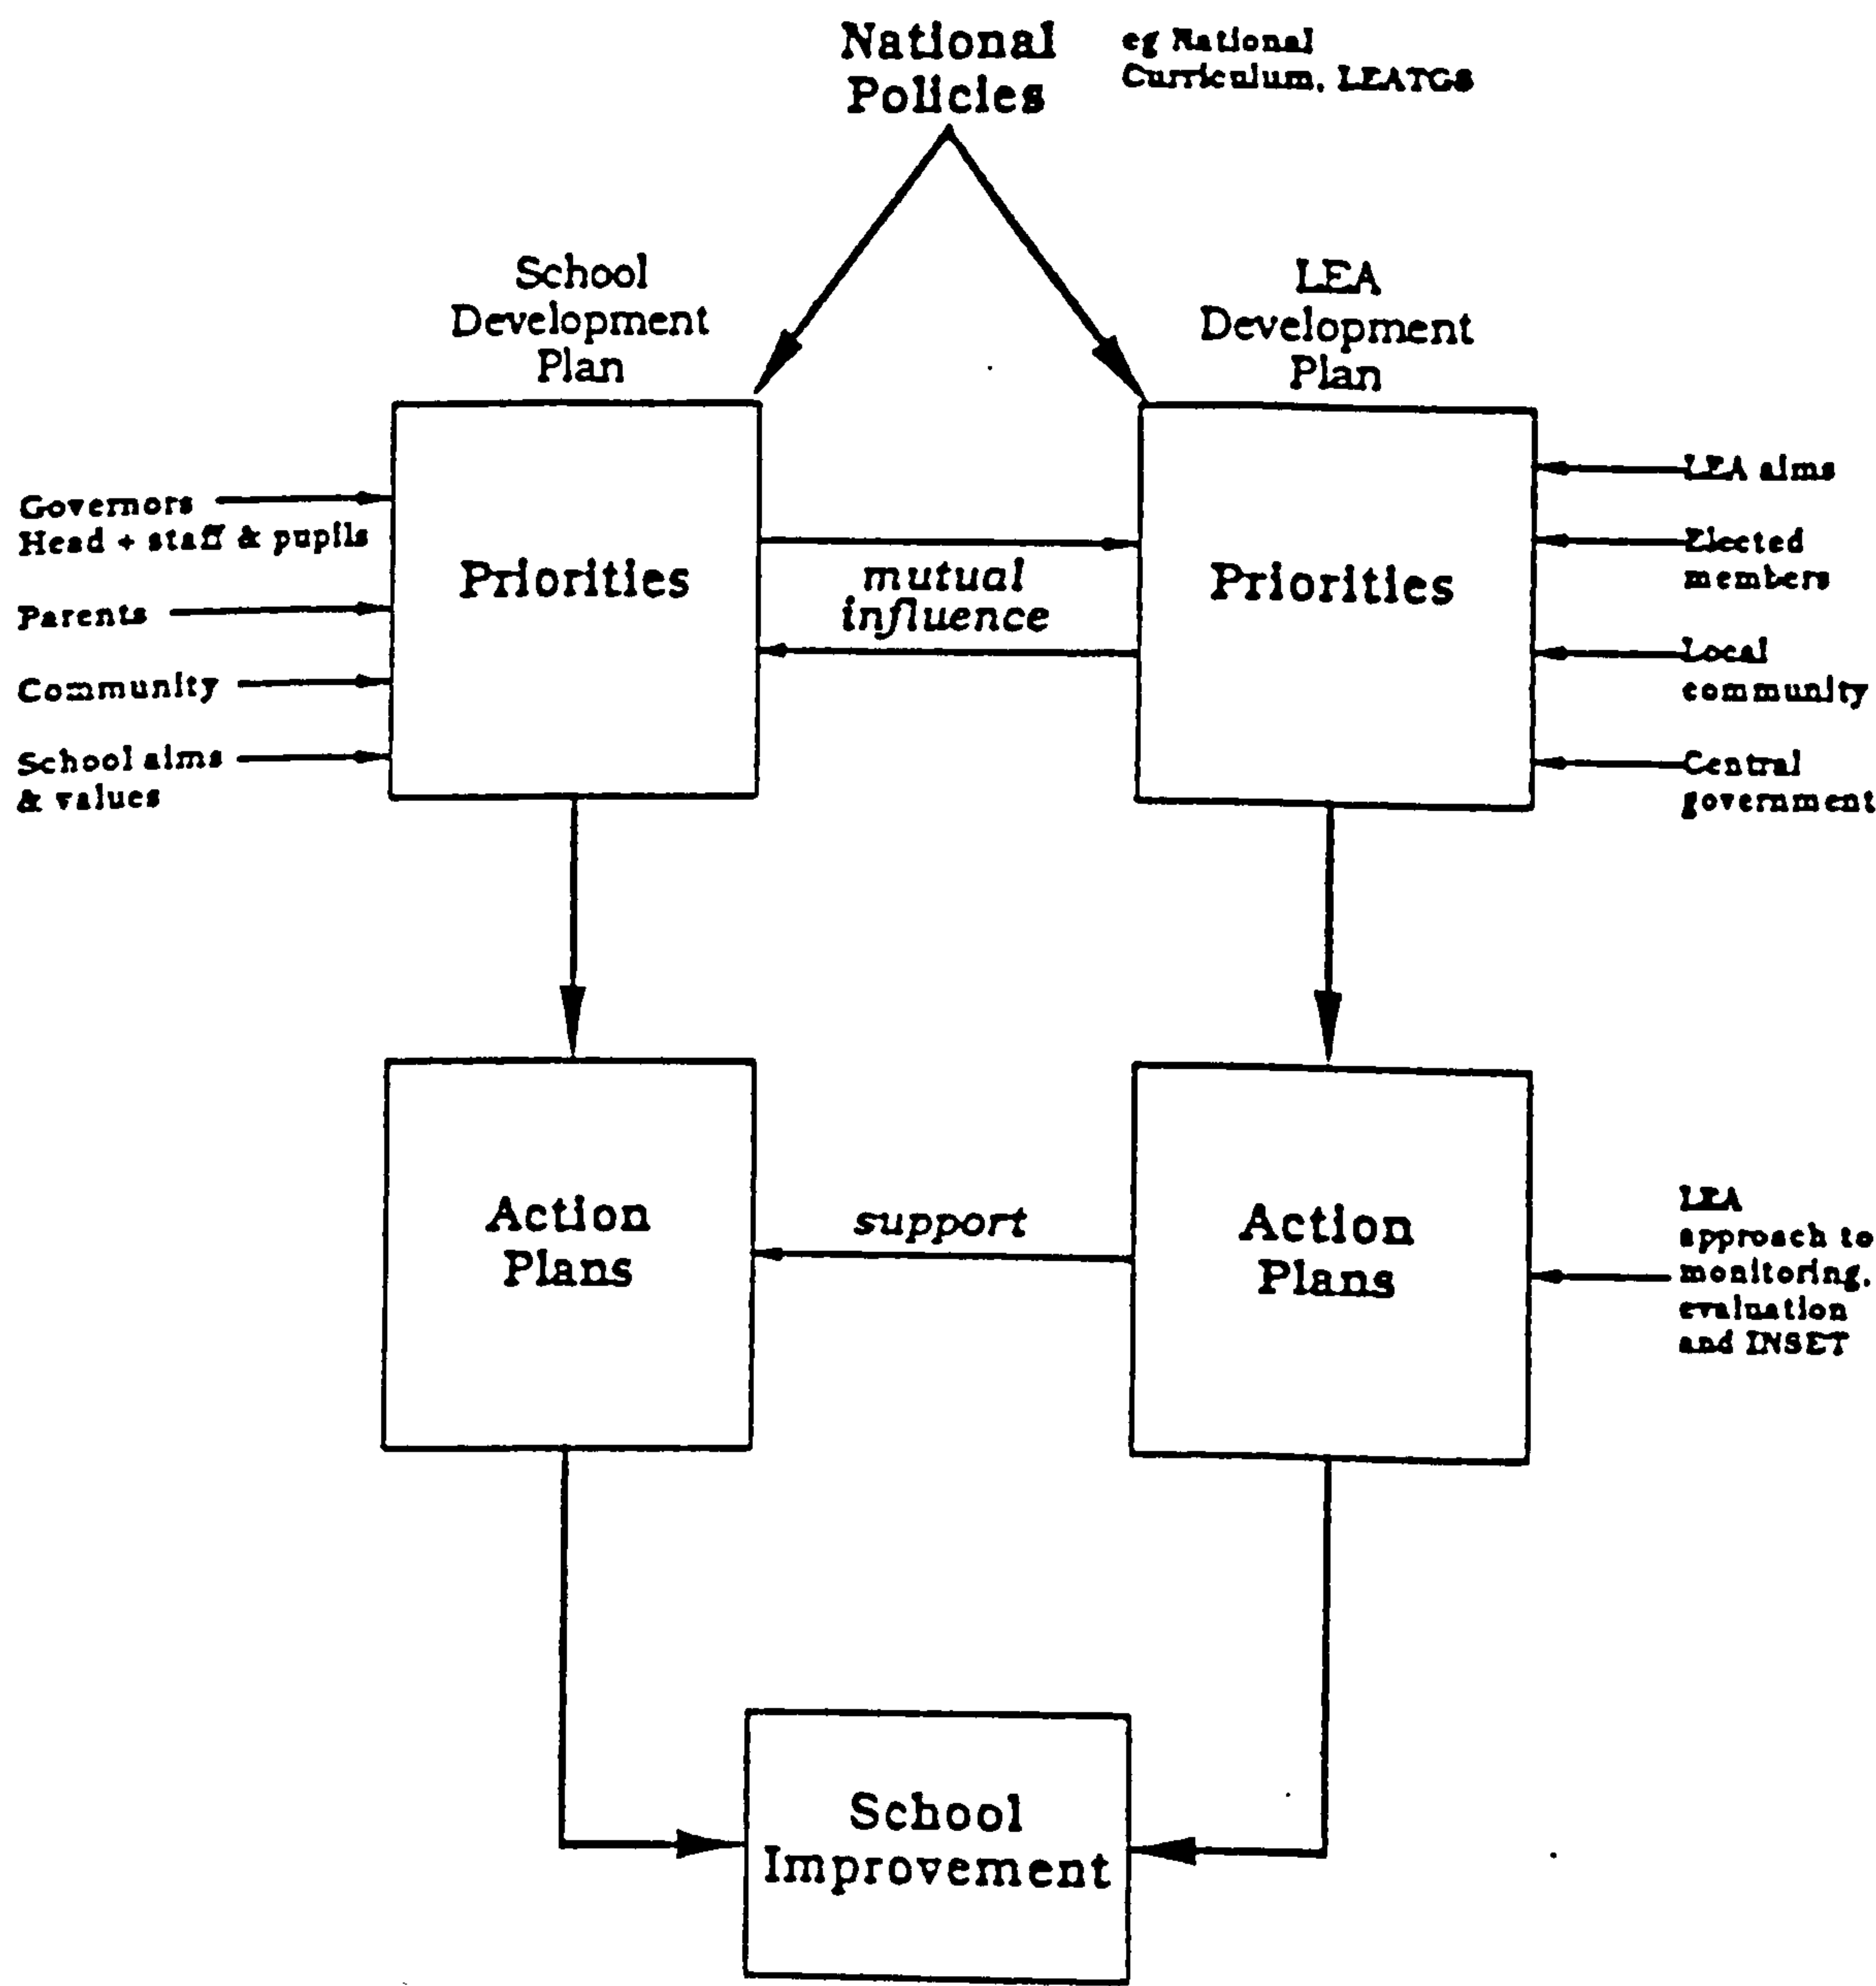 National
Policies
eg National
Curriculum, LEATGS
School
Development
Plan
LEA
Development
Plan
Governors
Head + staff & pupils
Parents
Community
School aims
& values
Priorities
mutual
influence
Priorities
LEA aims
Elected
members
Local
community
Central
government
Action
Plans
support
Action
Plans
LEA
approach to
monitoring,
evaluation
and INSET
School
Improvement